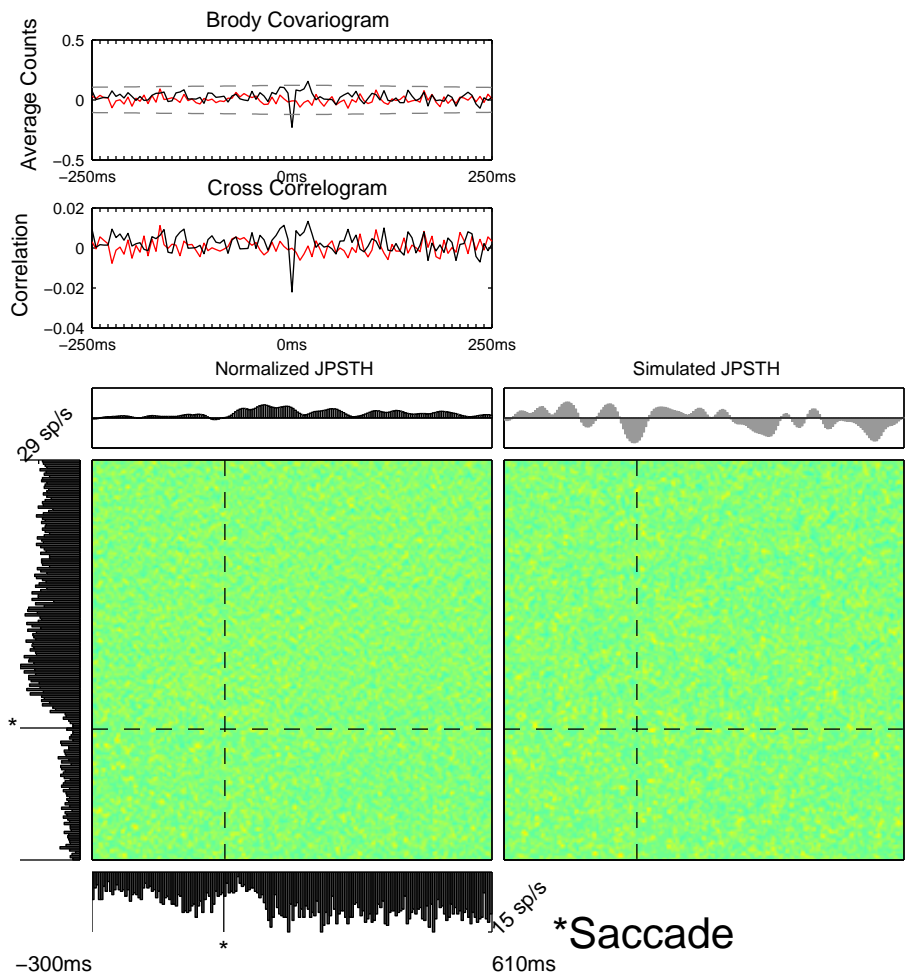 Brody Covariogram
Average Counts
0.5
0
−0.5
−250ms
0ms
250ms
Cross Correlogram
Correlation
0.02
0
−0.02
−0.04
−250ms
0ms
250ms
Normalized JPSTH
Simulated JPSTH
29 sp/s
*
*
15 sp/s
*Saccade
−300ms
610ms